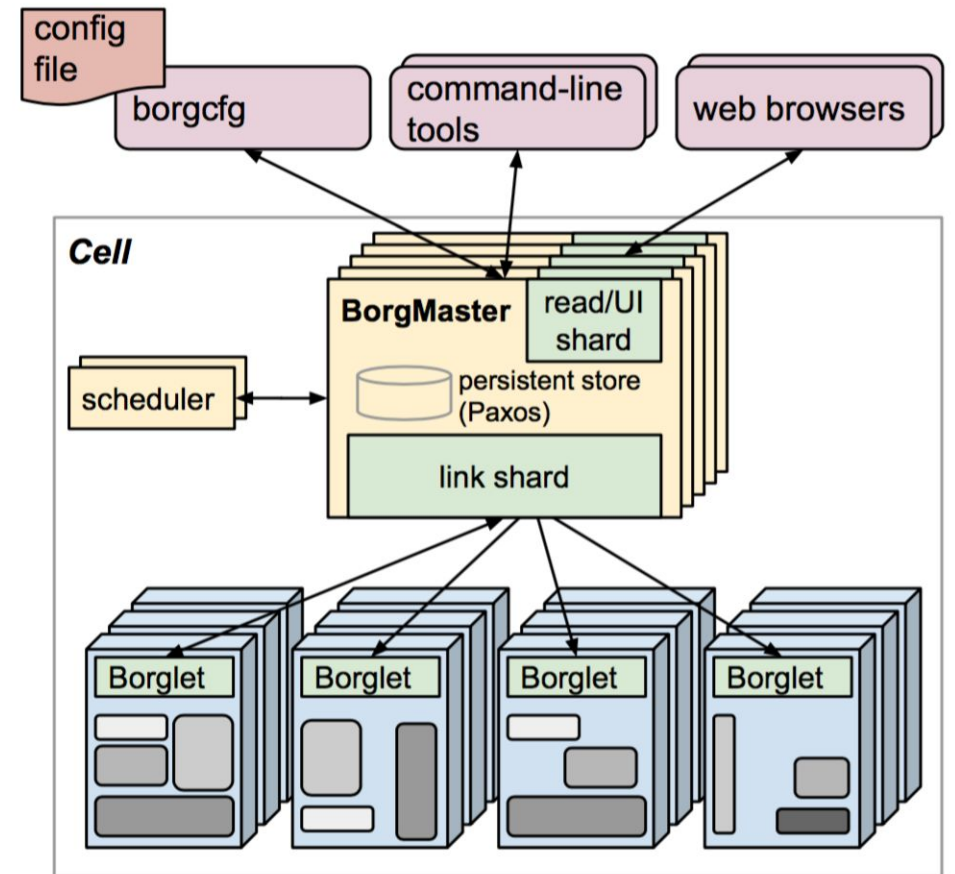 config
file
borgcfg
command-line
tools
web browsers
Cell
BorgMaster
read/UI
shard
persistent store
(Paxos)
scheduler
link shard
Borglet
Borglet
Borglet
Borglet